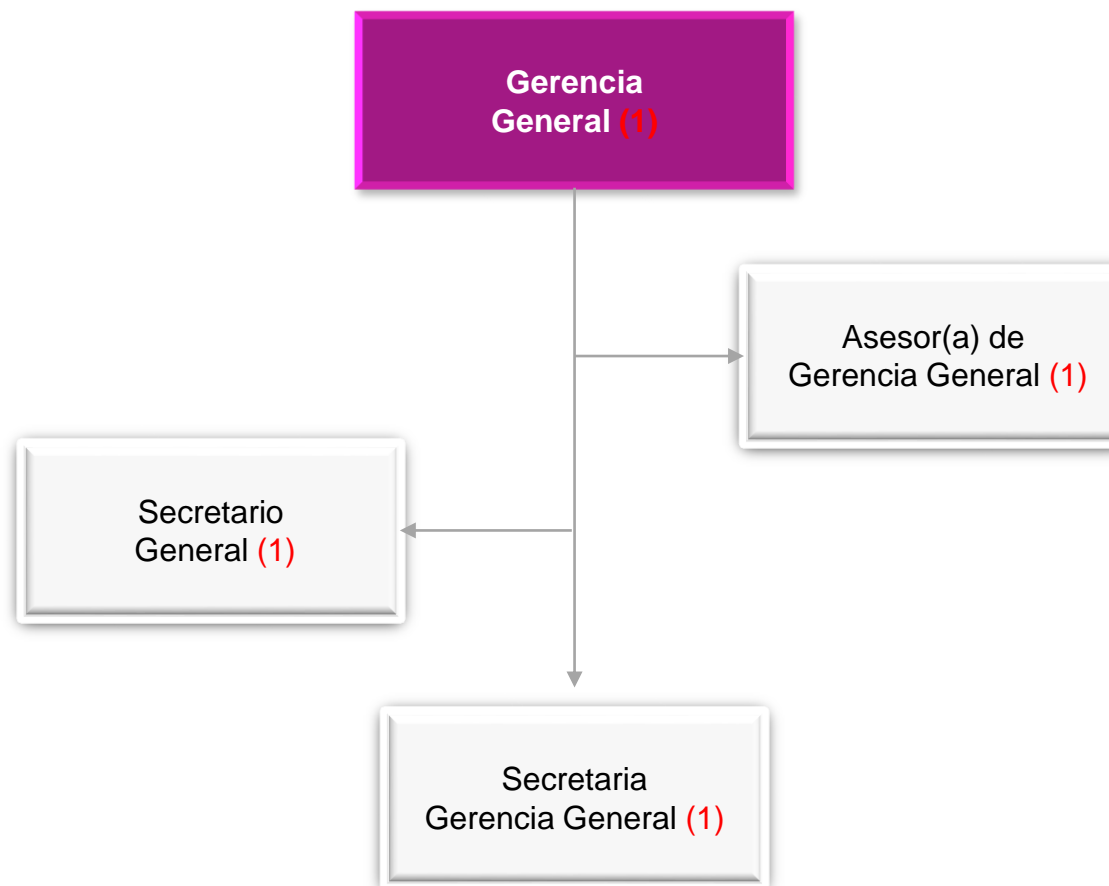 Gerencia
General (1)
Asesor(a) de
Gerencia General (1)
Secretario
General (1)
Secretaria
Gerencia General (1)